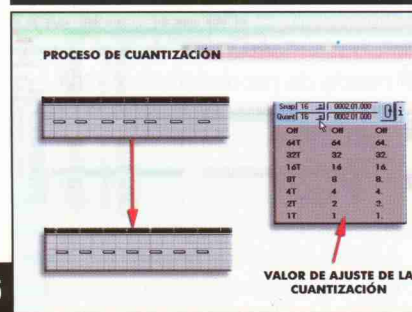 PROCESO DE CUANTIZACIÓN
Snap 16 0002.01.000
Quant 16 0002.01.000 i
Off Off Off
64T 64 64.
32T 32 32.
16T 16 16.
8T 8 8.
4T 4 4.
2T 2 2.
1T 1 1.
VALOR DE AJUSTE DE LA
CUANTIZACIÓN